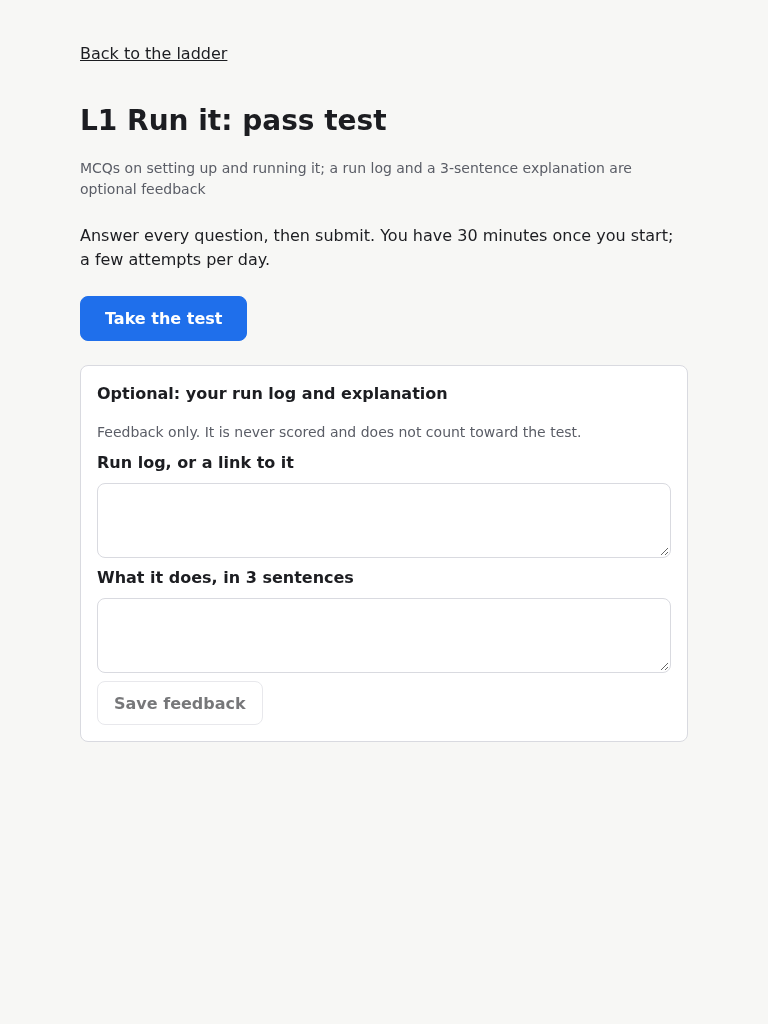 Back to the ladder
L1 Run it: pass test
MCQs on setting up and running it; a run log and a 3-sentence explanation are
optional feedback
Answer every question, then submit. You have 30 minutes once you start;
a few attempts per day.
Take the test
Optional: your run log and explanation
Feedback only. It is never scored and does not count toward the test.
Run log, or a link to it
What it does, in 3 sentences
Save feedback